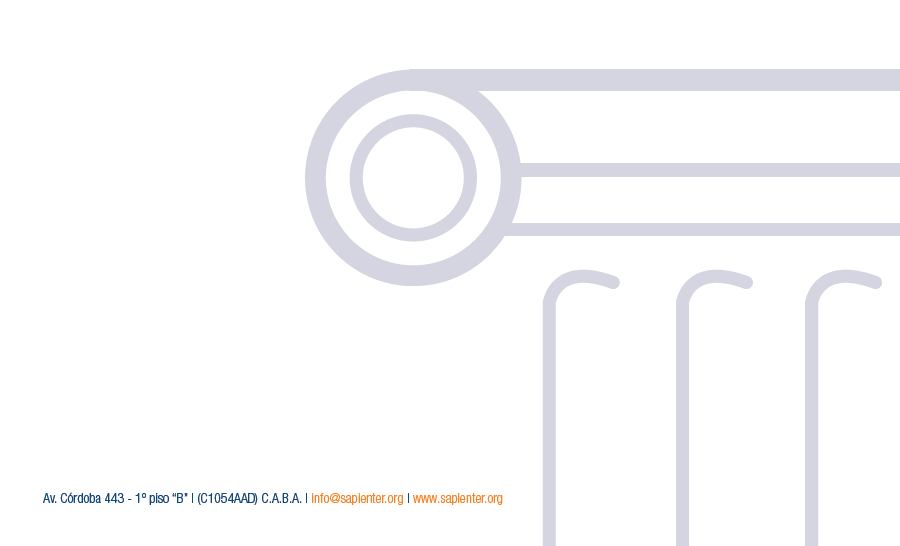 Av. Córdoba 443 - 1º piso “B” | (C1054AAD) C.A.B.A. | info@sapienter.org | www.sapienter.org